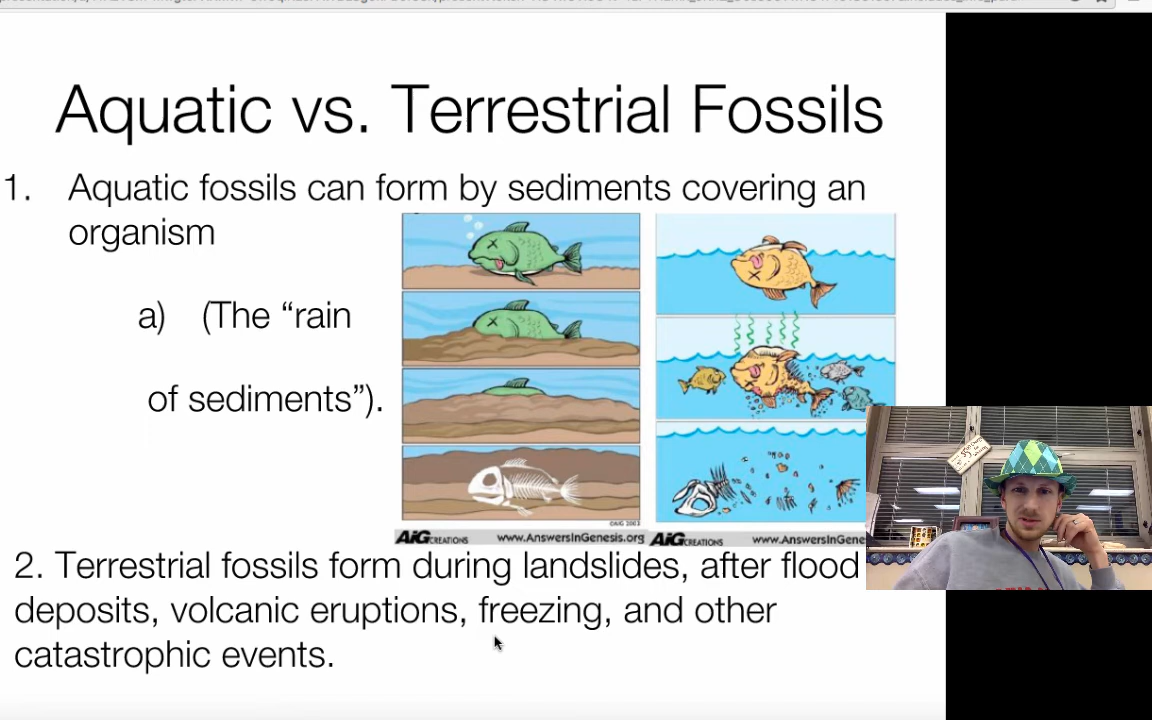 Aquatic vs. Terrestrial Fossils
1. Aquatic fossils can form by sediments covering an
organism
a) (The “rain
of sediments”).
©AiG 2003
AiG CREATIONS www.AnswersInGenesis.org AiG CREATIONS www.AnswersInGene
2. Terrestrial fossils form during landslides, after flood
deposits, volcanic eruptions, freezing, and other
catastrophic events.